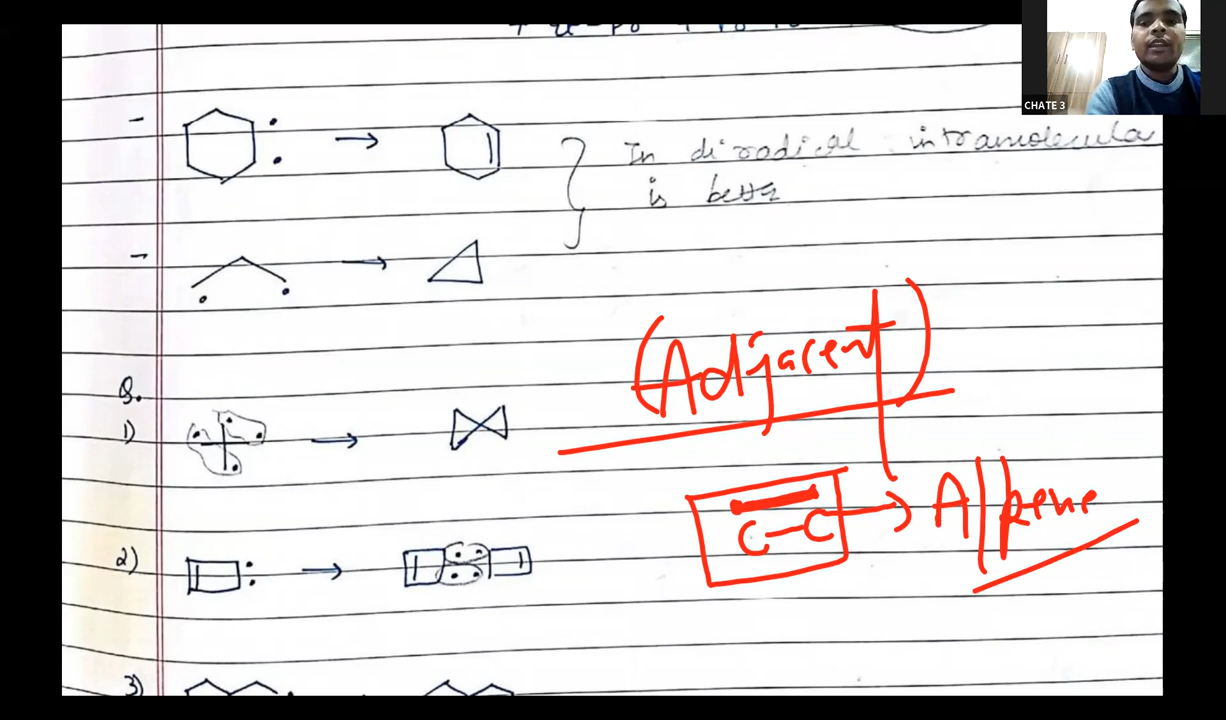 CHATE 3
In diradical intramolecular
is better
(Adjacent)
Q.
1)
C-C → Alkene
2)
3)